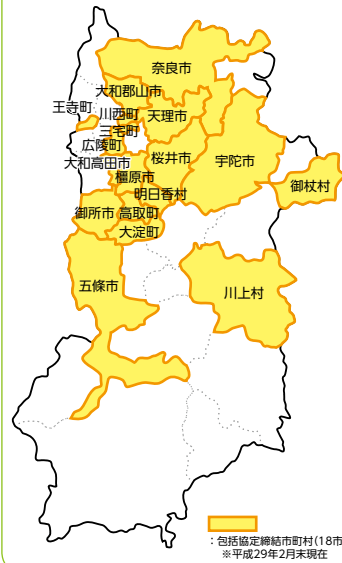 奈良市
大和郡山市
王寺町
川西町
天理市
三宅町
広陵町
桜井市
宇陀市
大和高田市
橿原市
御杖村
明日香村
御所市
高取町
大淀町
五條市
川上村
：包括協定締結市町村(18市
※平成29年2月末現在